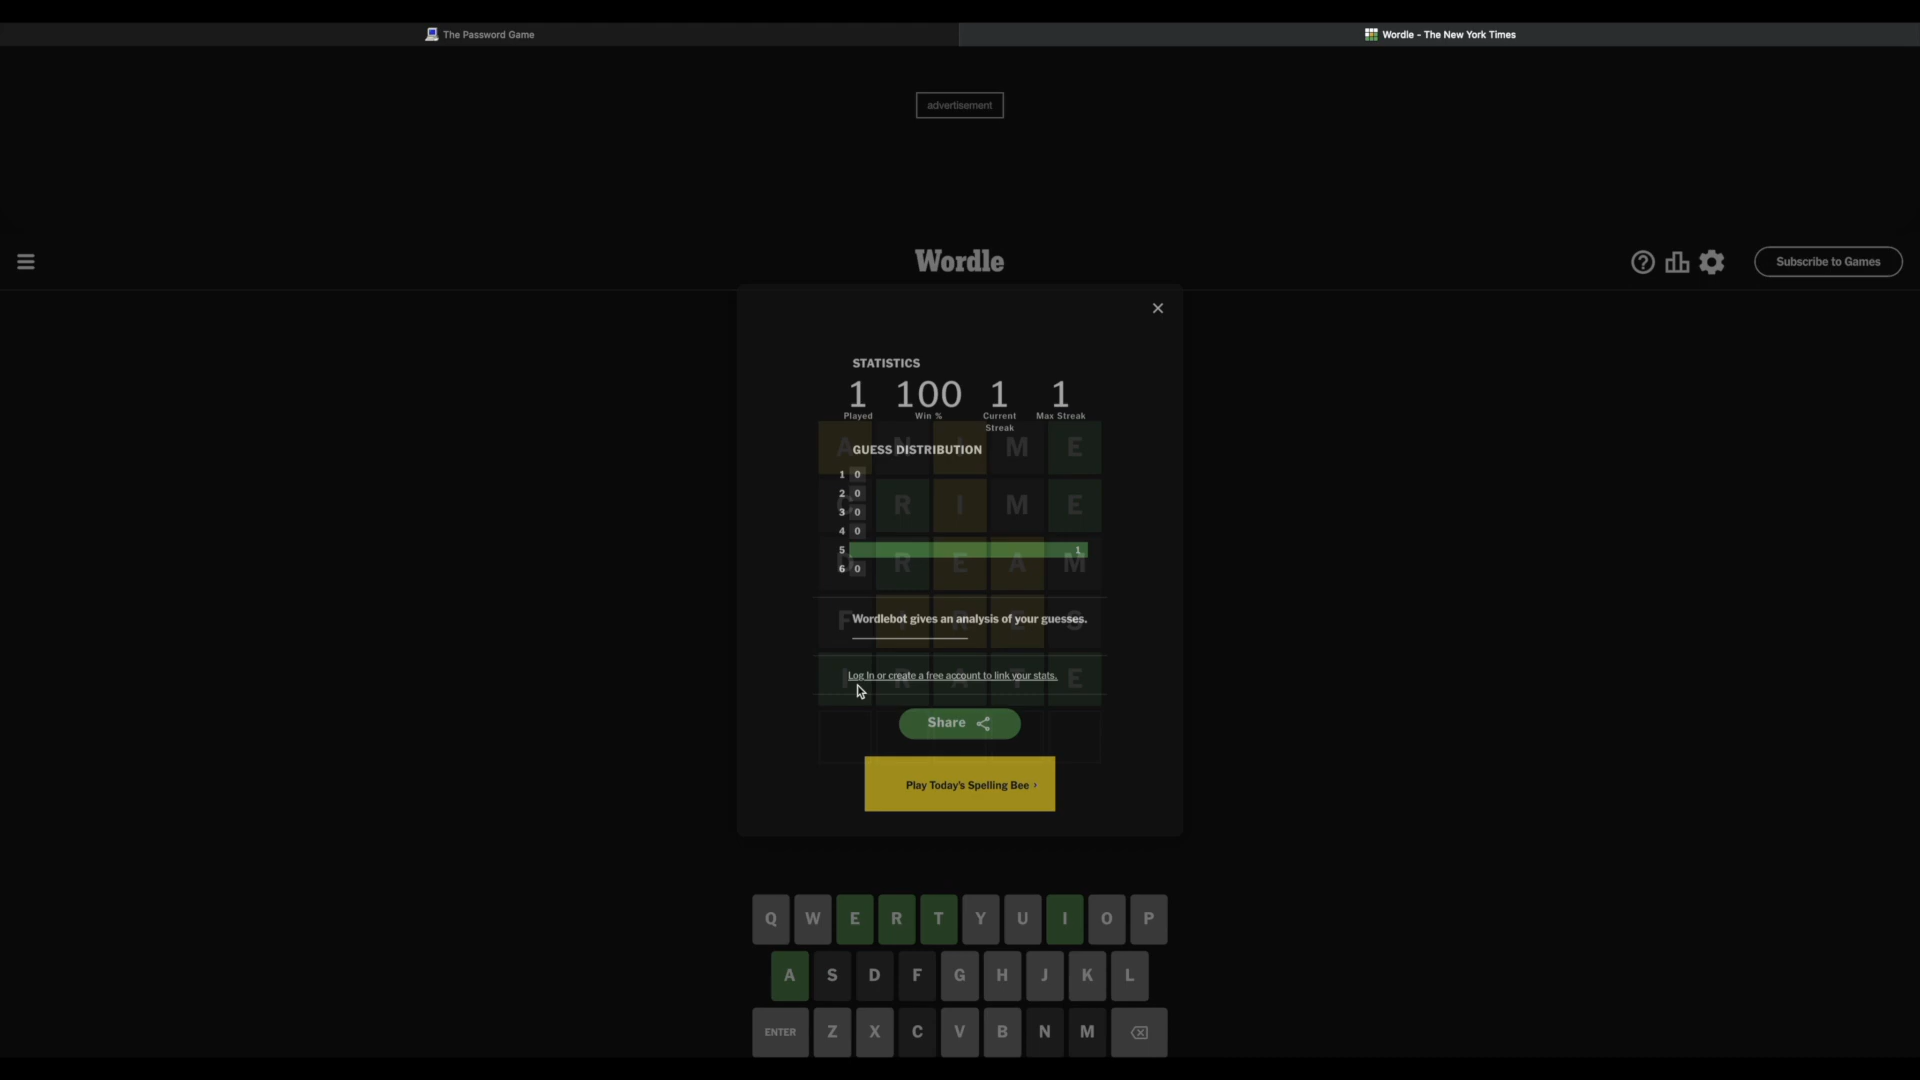 The Password Game
Wordle - The New York Times
advertisement
Wordle
Subscribe to Games
STATISTICS
1 100 1 1
Played Win % Current Streak Max Streak
GUESS DISTRIBUTION
A N I M E
C R I M E
D R E A M
F I R E S
I R A T E
1 0
2 0
3 0
4 0
5 1
6 0
Wordlebot gives an analysis of your guesses.
Log In or create a free account to link your stats.
Share
Play Today's Spelling Bee ›
Q W E R T Y U I O P
A S D F G H J K L
ENTER Z X C V B N M